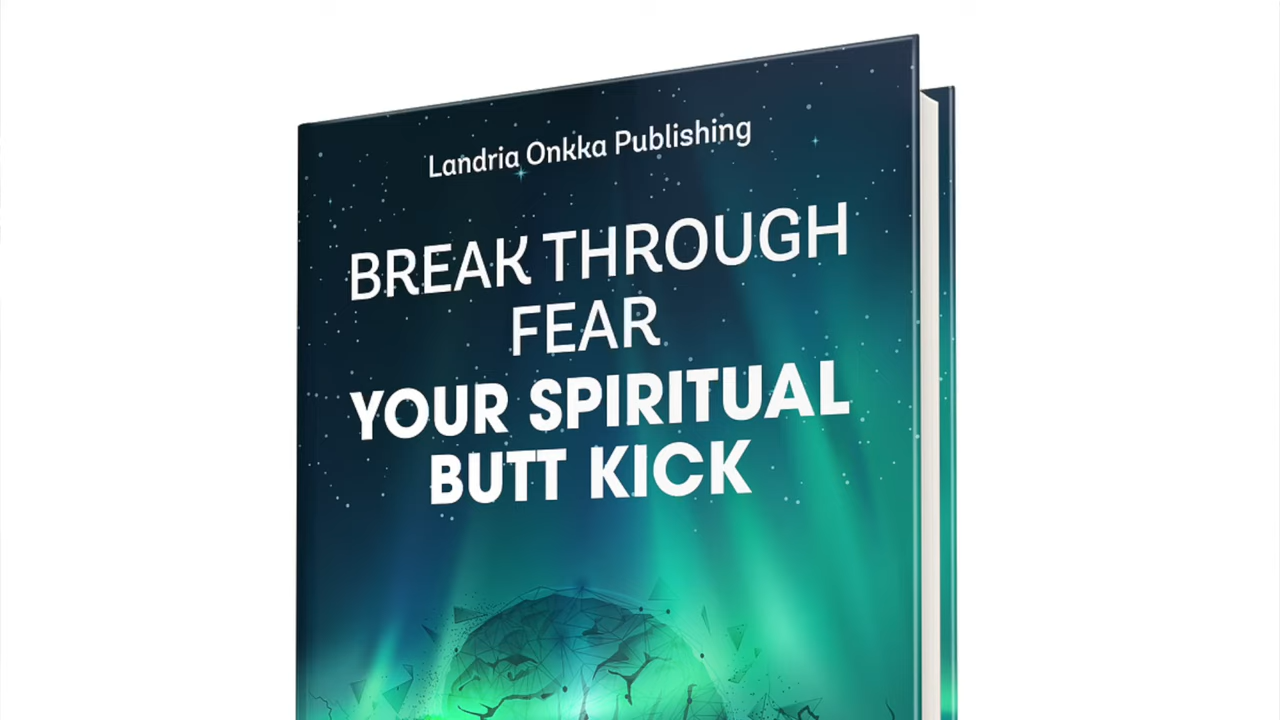 Landria Onkka Publishing
BREAK THROUGH
FEAR
YOUR SPIRITUAL
BUTT KICK